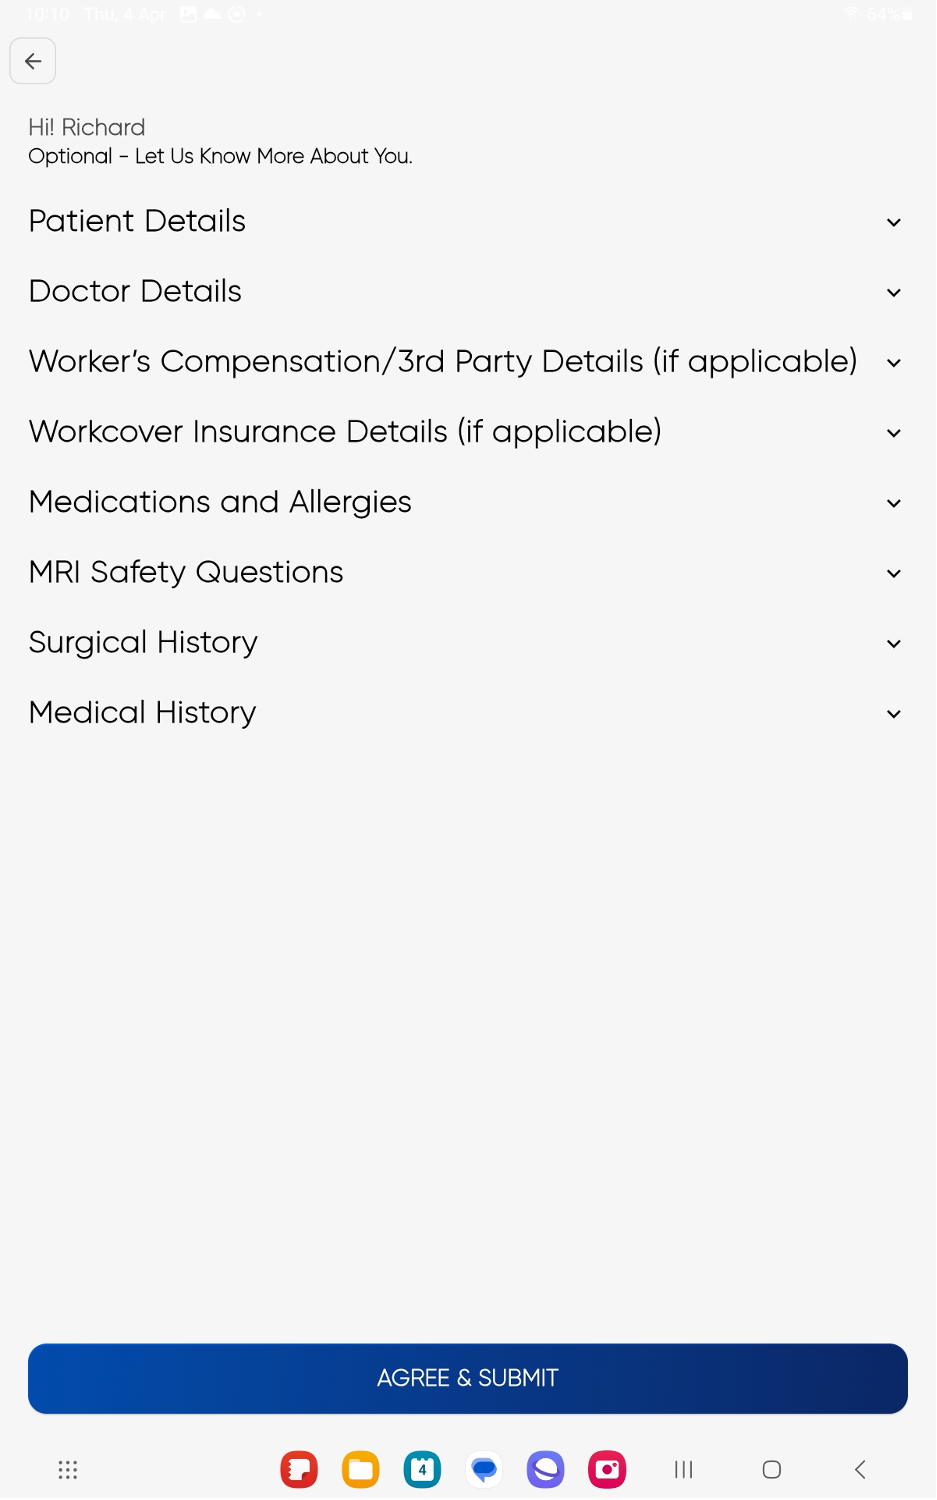 10:10 Thu, 4 Apr
64%
Hi! Richard
Optional - Let Us Know More About You.
Patient Details
Doctor Details
Worker's Compensation/3rd Party Details (if applicable)
Workcover Insurance Details (if applicable)
Medications and Allergies
MRI Safety Questions
Surgical History
Medical History
AGREE & SUBMIT
4